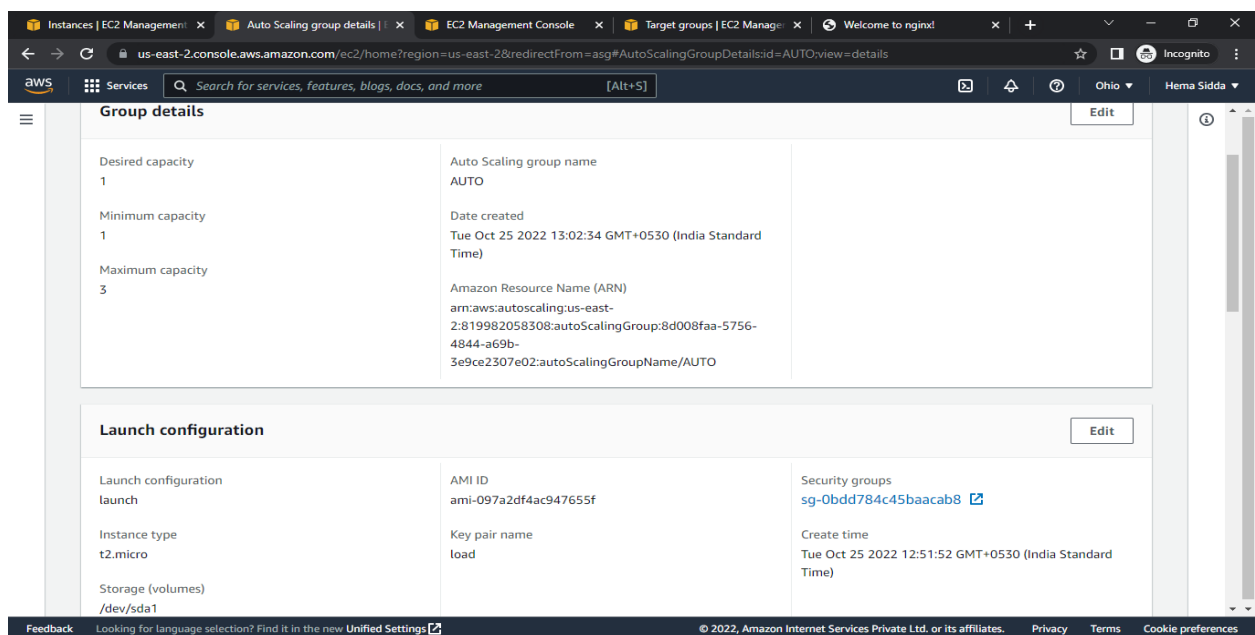 Instances | EC2 Management
Auto Scaling group details |
EC2 Management Console
Target groups | EC2 Manage
Welcome to nginx!
us-east-2.console.aws.amazon.com/ec2/home?region=us-east-2&redirectFrom=asg#AutoScalingGroupDetails:id=AUTO;view=details
Incognito
aws
Services
Search for services, features, blogs, docs, and more
[Alt+S]
Ohio
Hema Sidda
Group details
Edit
Desired capacity
1
Minimum capacity
1
Maximum capacity
3
Auto Scaling group name
AUTO
Date created
Tue Oct 25 2022 13:02:34 GMT+0530 (India Standard
Time)
Amazon Resource Name (ARN)
arn:aws:autoscaling:us-east-
2:819982058308:autoScalingGroup:8d008faa-5756-
4844-a69b-
3e9ce2307e02:autoScalingGroupName/AUTO
Launch configuration
Edit
Launch configuration
launch
Instance type
t2.micro
Storage (volumes)
/dev/sda1
AMI ID
ami-097a2df4ac947655f
Key pair name
load
Security groups
sg-0bdd784c45baacab8
Create time
Tue Oct 25 2022 12:51:52 GMT+0530 (India Standard
Time)
Feedback
Looking for language selection? Find it in the new Unified Settings
© 2022, Amazon Internet Services Private Ltd. or its affiliates.
Privacy
Terms
Cookie preferences